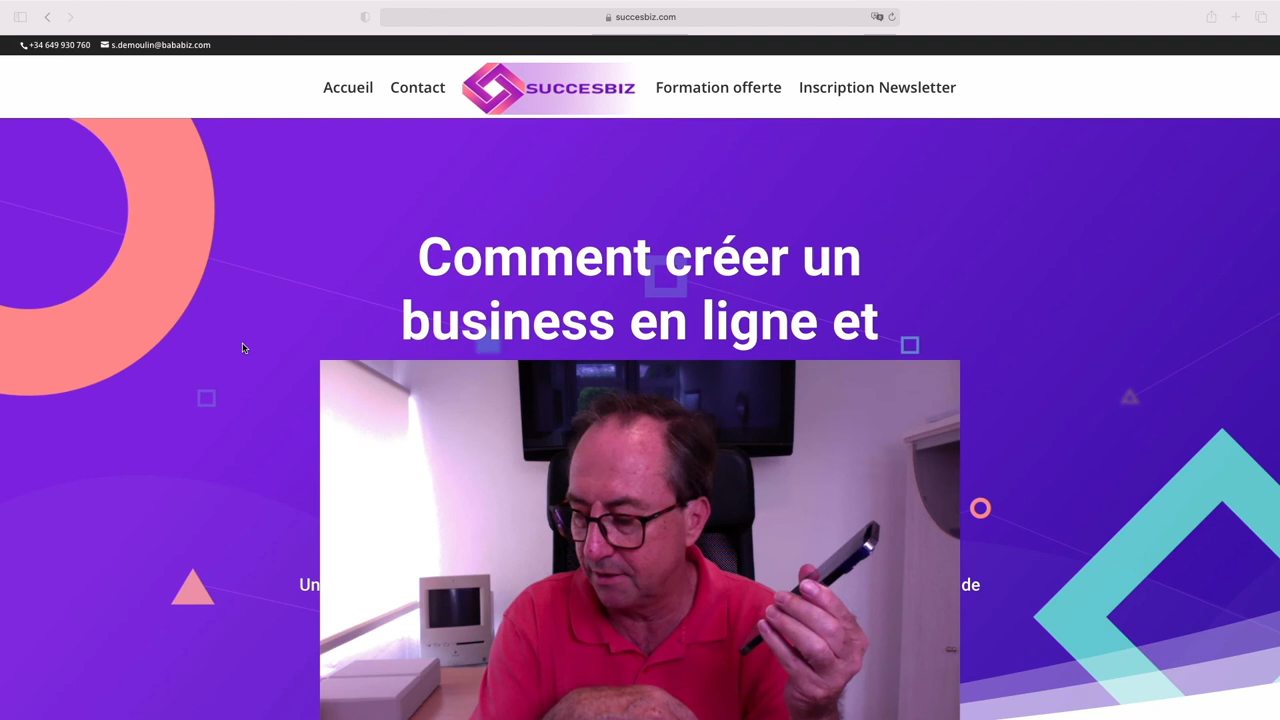 succesbiz.com
+34 649 930 760 s.demoulin@bababiz.com
Accueil Contact SUCCESBIZ Formation offerte Inscription Newsletter
Comment créer un
business en ligne et
Un de